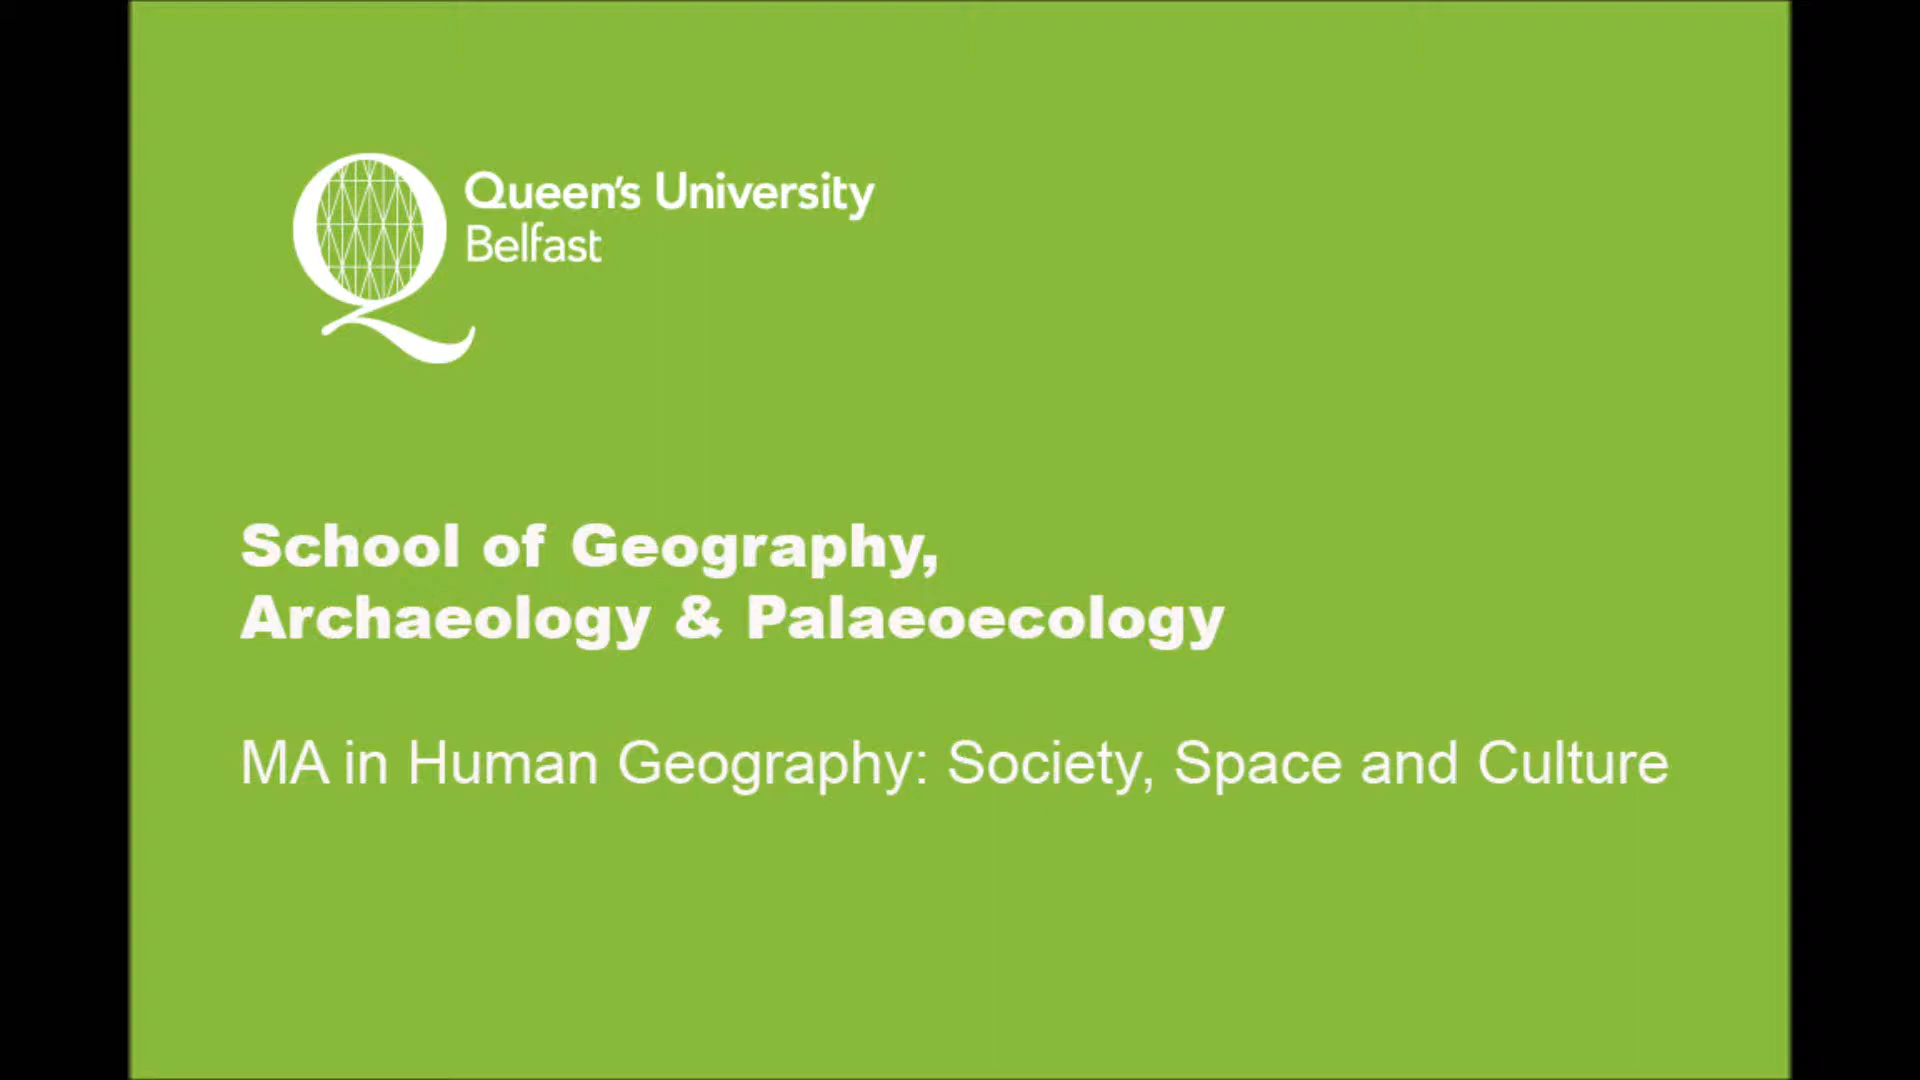 Queen's University
Belfast
School of Geography,
Archaeology & Palaeoecology
MA in Human Geography: Society, Space and Culture